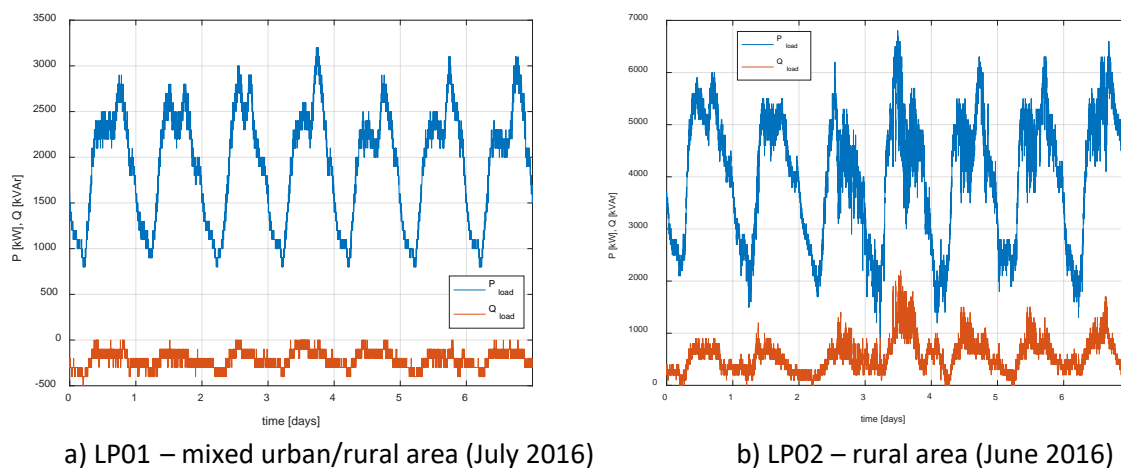 3500
3000
2500
2000
1500
1000
500
0
-500
P [kW], Q [kVAr]
P load
Q load
0 1 2 3 4 5 6
time [days]
a) LP01 – mixed urban/rural area (July 2016)
7000
6000
5000
4000
3000
2000
1000
0
P [kW], Q [kVAr]
P load
Q load
0 1 2 3 4 5 6
time [days]
b) LP02 – rural area (June 2016)